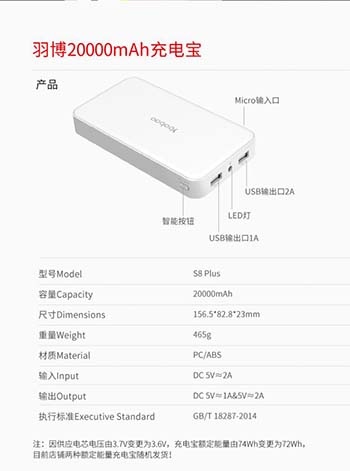 羽博20000mAh充电宝
产品
Micro输入口
Yoobao
USB输出口2A
LED灯
智能按钮
USB输出口1A
型号Model S8 Plus
容量Capacity 20000mAh
尺寸Dimensions 156.5*82.8*23mm
重量Weight 465g
材质Material PC/ABS
输入Input DC 5V⎓2A
输出Output DC 5V⎓1A&5V⎓2A
执行标准Executive Standard GB/T 18287-2014
注：因供应电芯电压由3.7V变更为3.6V，充电宝额定能量由74Wh变更为72Wh，
目前店铺两种额定能量充电宝随机发货！